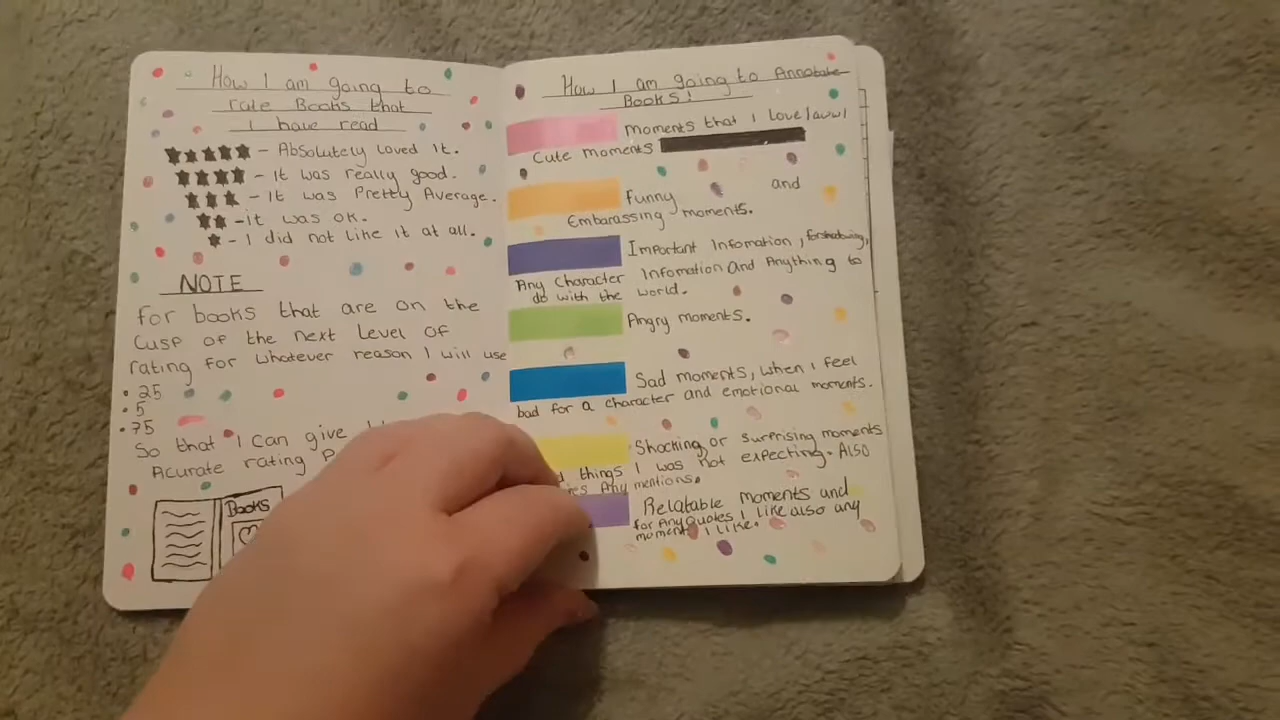 How I am going to
rate Books that
I have read
- Absolutely loved it.
- It was really good.
- It was Pretty Average.
- it was ok.
- I did not like it at all.
NOTE
for books that are on the
cusp of the next Level of
rating for whatever reason I will use
• 25
• 5
• 75
So that I can give
Acurate rating
Books
How I am going to Annotate
Books!
Moments that I Love/aww/
Cute moments
funny and
Embarassing moments.
Important Infomation, forshadowing,
Any Character Infomation and Anything to
do with the world.
Angry moments.
Sad moments, when I feel
bad for a character and emotional moments.
Shocking or surprising moments
things I was not expecting. Also
Any mentions.
Relatable moments and
for Any Quotes I Like also any
moments I Like.